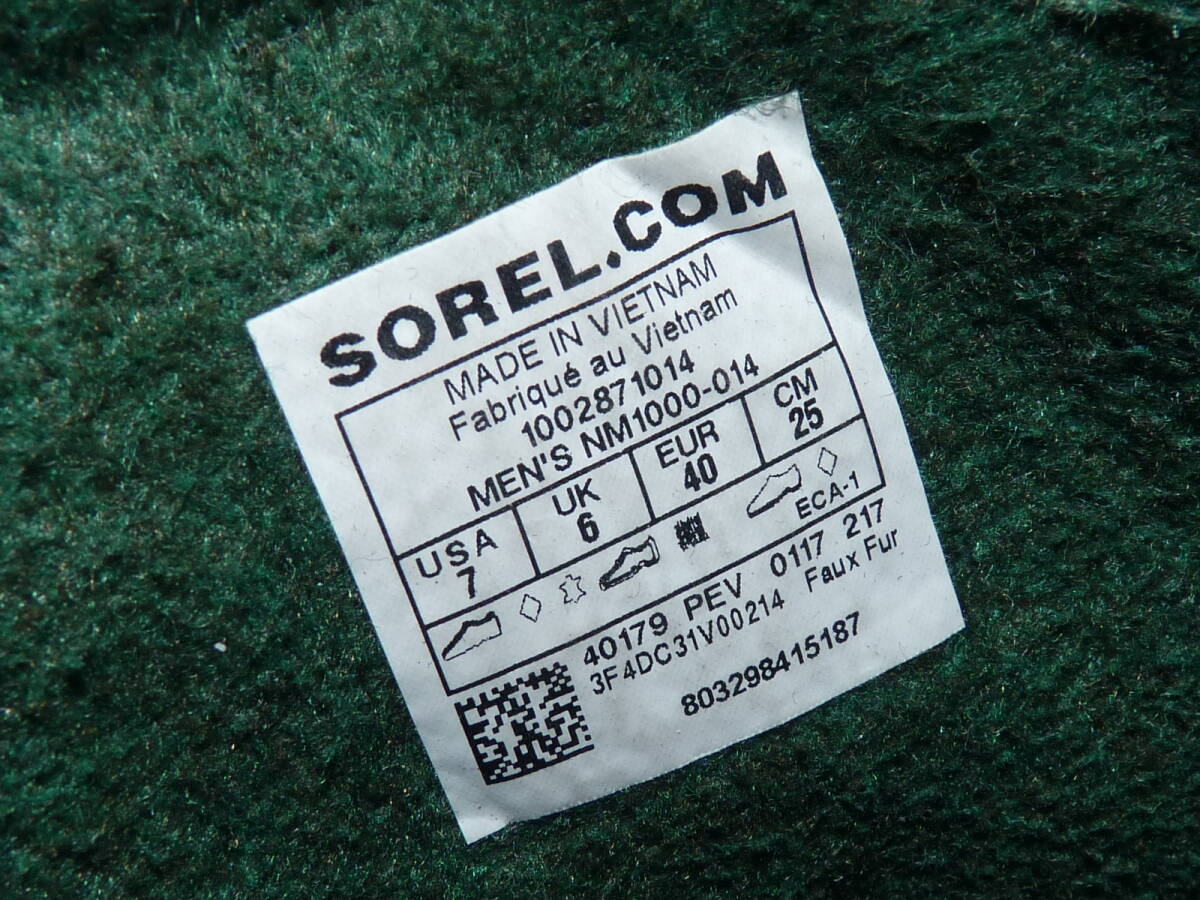 SOREL.COM
MADE IN VIETNAM
Fabriqué au Vietnam
1002871014
MEN'S NM1000-014
USA UK EUR CM
7 6 40 25
ECA-1
40179 PEV 0117 217
3F4DC31V00214 Faux Fur
803298415187